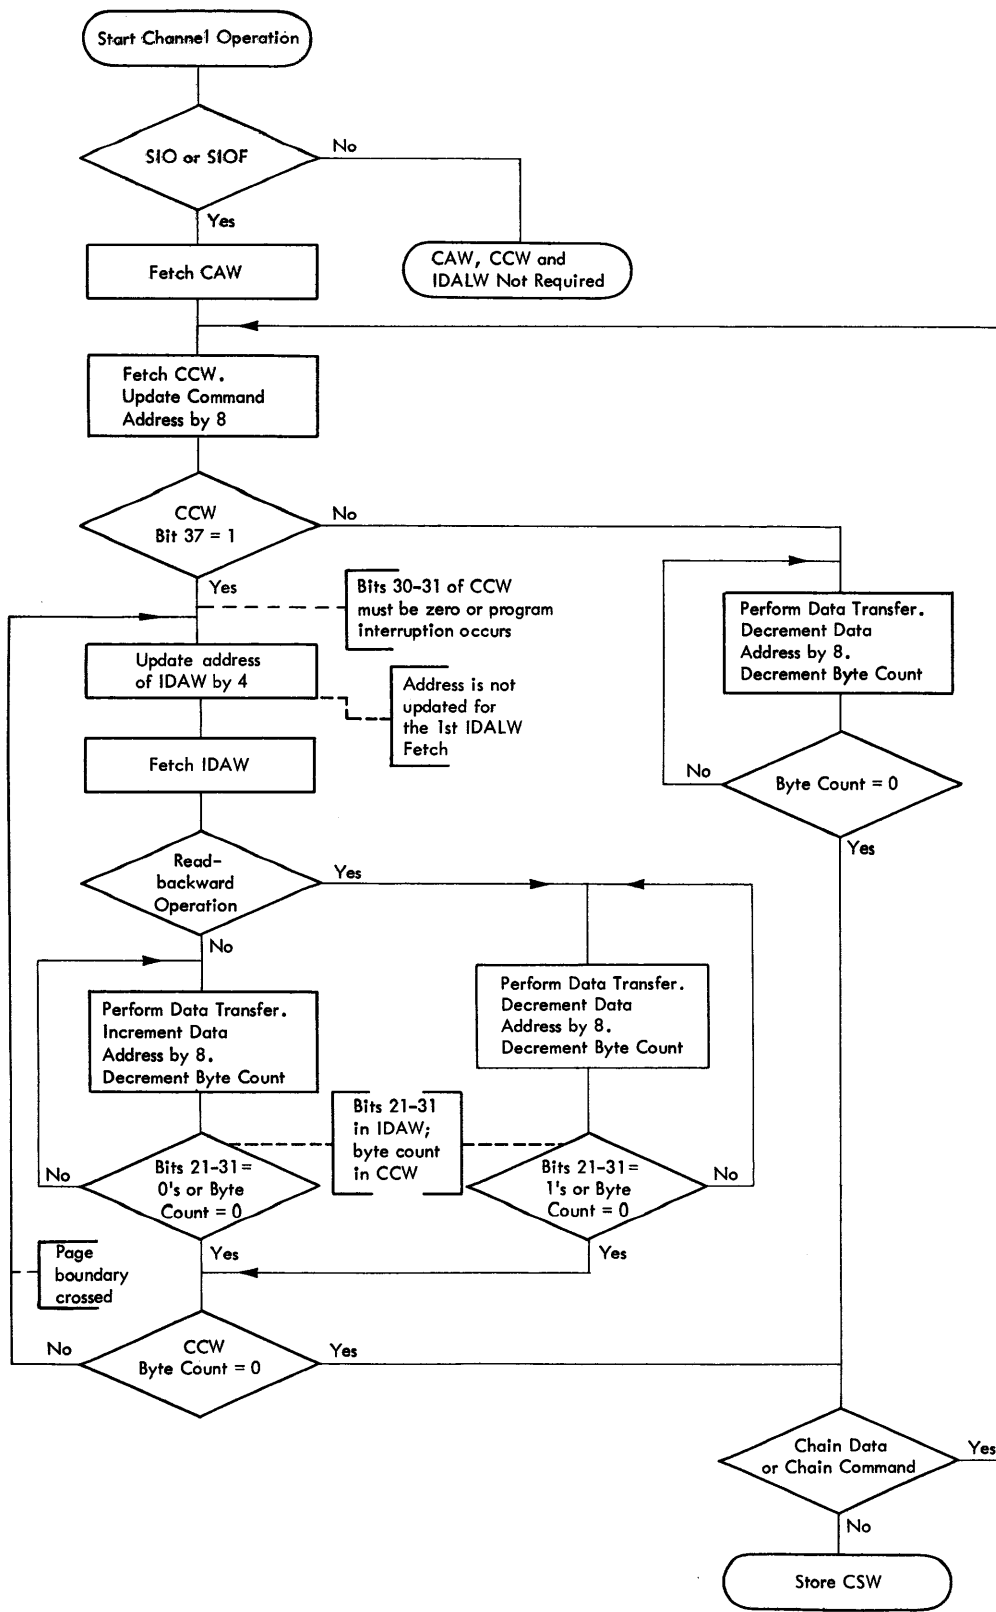 Start Channel Operation
SIO or SIOF
No
Yes
Fetch CAW
CAW, CCW and
IDALW Not Required
Fetch CCW.
Update Command
Address by 8
CCW
Bit 37 = 1
No
Yes
Bits 30-31 of CCW
must be zero or program
interruption occurs
Update address
of IDAW by 4
Address is not
updated for
the 1st IDALW
Fetch
Fetch IDAW
Perform Data Transfer.
Decrement Data
Address by 8.
Decrement Byte Count
No
Byte Count = 0
Yes
Read-
backward
Operation
Yes
No
Perform Data Transfer.
Increment Data
Address by 8.
Decrement Byte Count
Perform Data Transfer.
Decrement Data
Address by 8.
Decrement Byte Count
Bits 21-31
in IDAW;
byte count
in CCW
No
Bits 21-31=
0's or Byte
Count = 0
Yes
Bits 21-31=
1's or Byte
Count = 0
No
Yes
Page
boundary
crossed
No
CCW
Byte Count = 0
Yes
Chain Data
or Chain Command
Yes
No
Store CSW